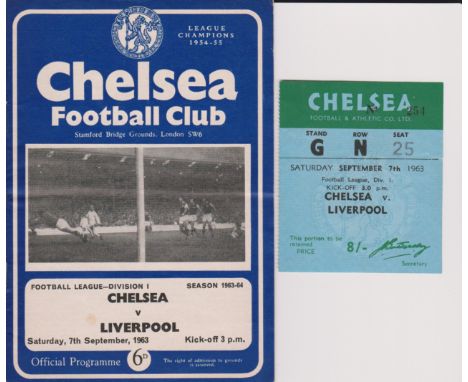 LEAGUE
CHAMPIONS
1954-55
Chelsea
Football Club
Stamford Bridge Grounds, London SW6
FOOTBALL LEAGUE—DIVISION I SEASON 1963-64
CHELSEA
v
LIVERPOOL
Saturday, 7th September, 1963 Kick-off 3 p.m.
Official Programme 6D The right of admission to grounds
is reserved.
CHELSEA
FOOTBALL & ATHLETIC CO. LTD.
STAND ROW SEAT
G N 25
SATURDAY SEPTEMBER 7th 1963
Football League, Div. 1.
KICK-OFF 3.0 p.m.
CHELSEA v.
LIVERPOOL
This portion to be
retained
PRICE 8/-
Secretary